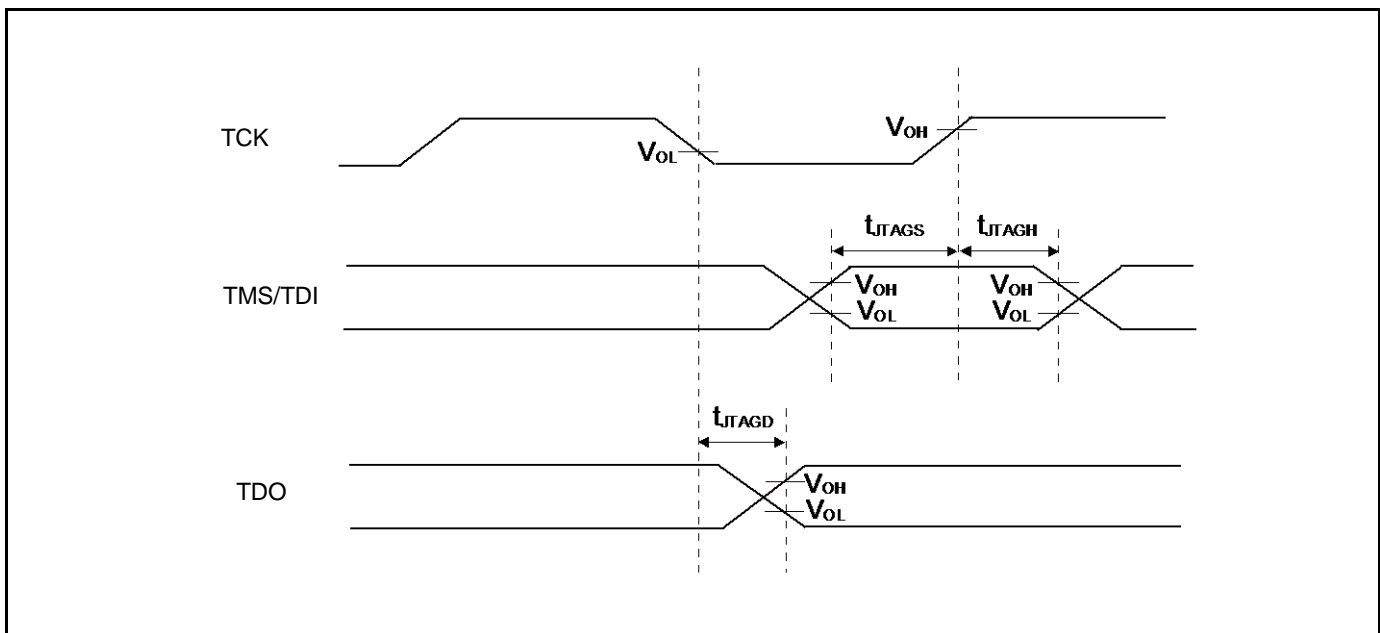 TCK
VOL
VOH
tJTAGS
tJTAGH
TMS/TDI
VOH
VOL
VOH
VOL
tJTAGD
TDO
VOH
VOL